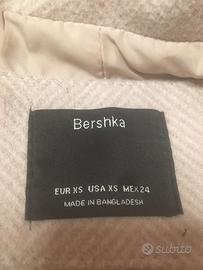 Bershka
EUR XS USA XS MEX 24
MADE IN BANGLADESH
subito